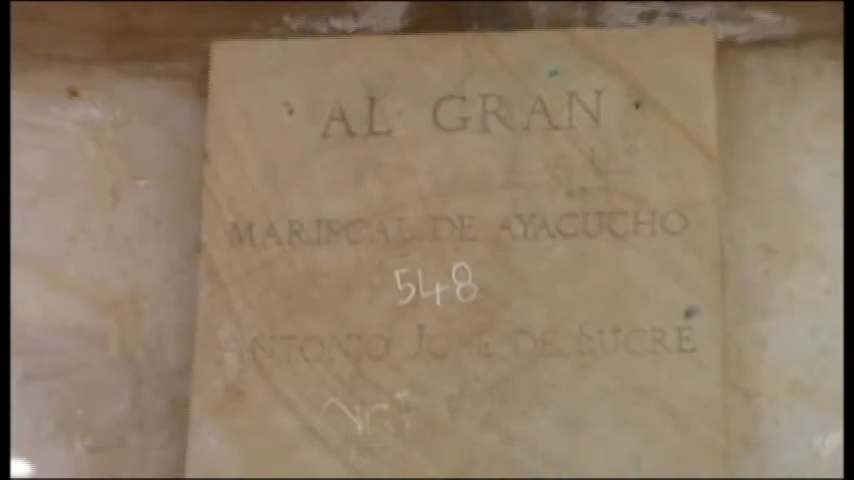 AL GRAN
MARISCAL DE AYACUCHO
548
ANTONIO JOSE DE SUCRE